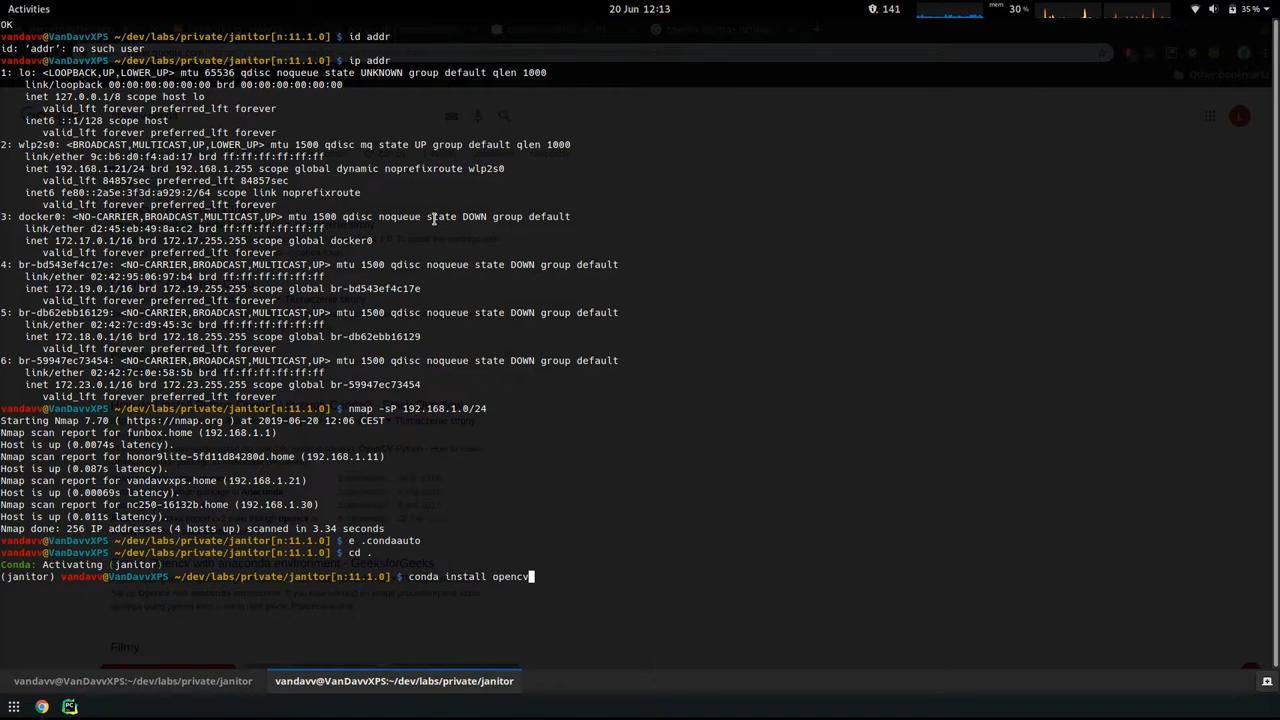 Activities
20 Jun 12:13
141
mem 30 %
35 %
OK
vandavv@VanDavvXPS ~/dev/labs/private/janitor[n:11.1.0] $ id addr
id: ‘addr’: no such user
vandavv@VanDavvXPS ~/dev/labs/private/janitor[n:11.1.0] $ ip addr
1: lo: <LOOPBACK,UP,LOWER_UP> mtu 65536 qdisc noqueue state UNKNOWN group default qlen 1000
link/loopback 00:00:00:00:00:00 brd 00:00:00:00:00:00
inet 127.0.0.1/8 scope host lo
valid_lft forever preferred_lft forever
inet6 ::1/128 scope host
valid_lft forever preferred_lft forever
2: wlp2s0: <BROADCAST,MULTICAST,UP,LOWER_UP> mtu 1500 qdisc mq state UP group default qlen 1000
link/ether 9c:b6:d0:f4:ad:17 brd ff:ff:ff:ff:ff:ff
inet 192.168.1.21/24 brd 192.168.1.255 scope global dynamic noprefixroute wlp2s0
valid_lft 84857sec preferred_lft 84857sec
inet6 fe80::2a5e:3f3d:a929:2/64 scope link noprefixroute
valid_lft forever preferred_lft forever
3: docker0: <NO-CARRIER,BROADCAST,MULTICAST,UP> mtu 1500 qdisc noqueue state DOWN group default
link/ether d2:45:eb:49:8a:c2 brd ff:ff:ff:ff:ff:ff
inet 172.17.0.1/16 brd 172.17.255.255 scope global docker0
valid_lft forever preferred_lft forever
4: br-bd543ef4c17e: <NO-CARRIER,BROADCAST,MULTICAST,UP> mtu 1500 qdisc noqueue state DOWN group default
link/ether 02:42:95:06:97:b4 brd ff:ff:ff:ff:ff:ff
inet 172.19.0.1/16 brd 172.19.255.255 scope global br-bd543ef4c17e
valid_lft forever preferred_lft forever
5: br-db62ebb16129: <NO-CARRIER,BROADCAST,MULTICAST,UP> mtu 1500 qdisc noqueue state DOWN group default
link/ether 02:42:7c:d9:45:3c brd ff:ff:ff:ff:ff:ff
inet 172.18.0.1/16 brd 172.18.255.255 scope global br-db62ebb16129
valid_lft forever preferred_lft forever
6: br-59947ec73454: <NO-CARRIER,BROADCAST,MULTICAST,UP> mtu 1500 qdisc noqueue state DOWN group default
link/ether 02:42:7c:0e:58:5b brd ff:ff:ff:ff:ff:ff
inet 172.23.0.1/16 brd 172.23.255.255 scope global br-59947ec73454
valid_lft forever preferred_lft forever
vandavv@VanDavvXPS ~/dev/labs/private/janitor[n:11.1.0] $ nmap -sP 192.168.1.0/24
Starting Nmap 7.70 ( https://nmap.org ) at 2019-06-20 12:06 CEST
Nmap scan report for funbox.home (192.168.1.1)
Host is up (0.0074s latency).
Nmap scan report for honor9lite-5fd11d84280d.home (192.168.1.11)
Host is up (0.087s latency).
Nmap scan report for vandavvxps.home (192.168.1.21)
Host is up (0.00069s latency).
Nmap scan report for nc250-16132b.home (192.168.1.30)
Host is up (0.011s latency).
Nmap done: 256 IP addresses (4 hosts up) scanned in 3.34 seconds
vandavv@VanDavvXPS ~/dev/labs/private/janitor[n:11.1.0] $ e .condaauto
vandavv@VanDavvXPS ~/dev/labs/private/janitor[n:11.1.0] $ cd .
Conda: Activating (janitor)
(janitor) vandavv@VanDavvXPS ~/dev/labs/private/janitor[n:11.1.0] $ conda install opencv
Filmy
vandavv@VanDavvXPS:~/dev/labs/private/janitor
vandavv@VanDavvXPS:~/dev/labs/private/janitor